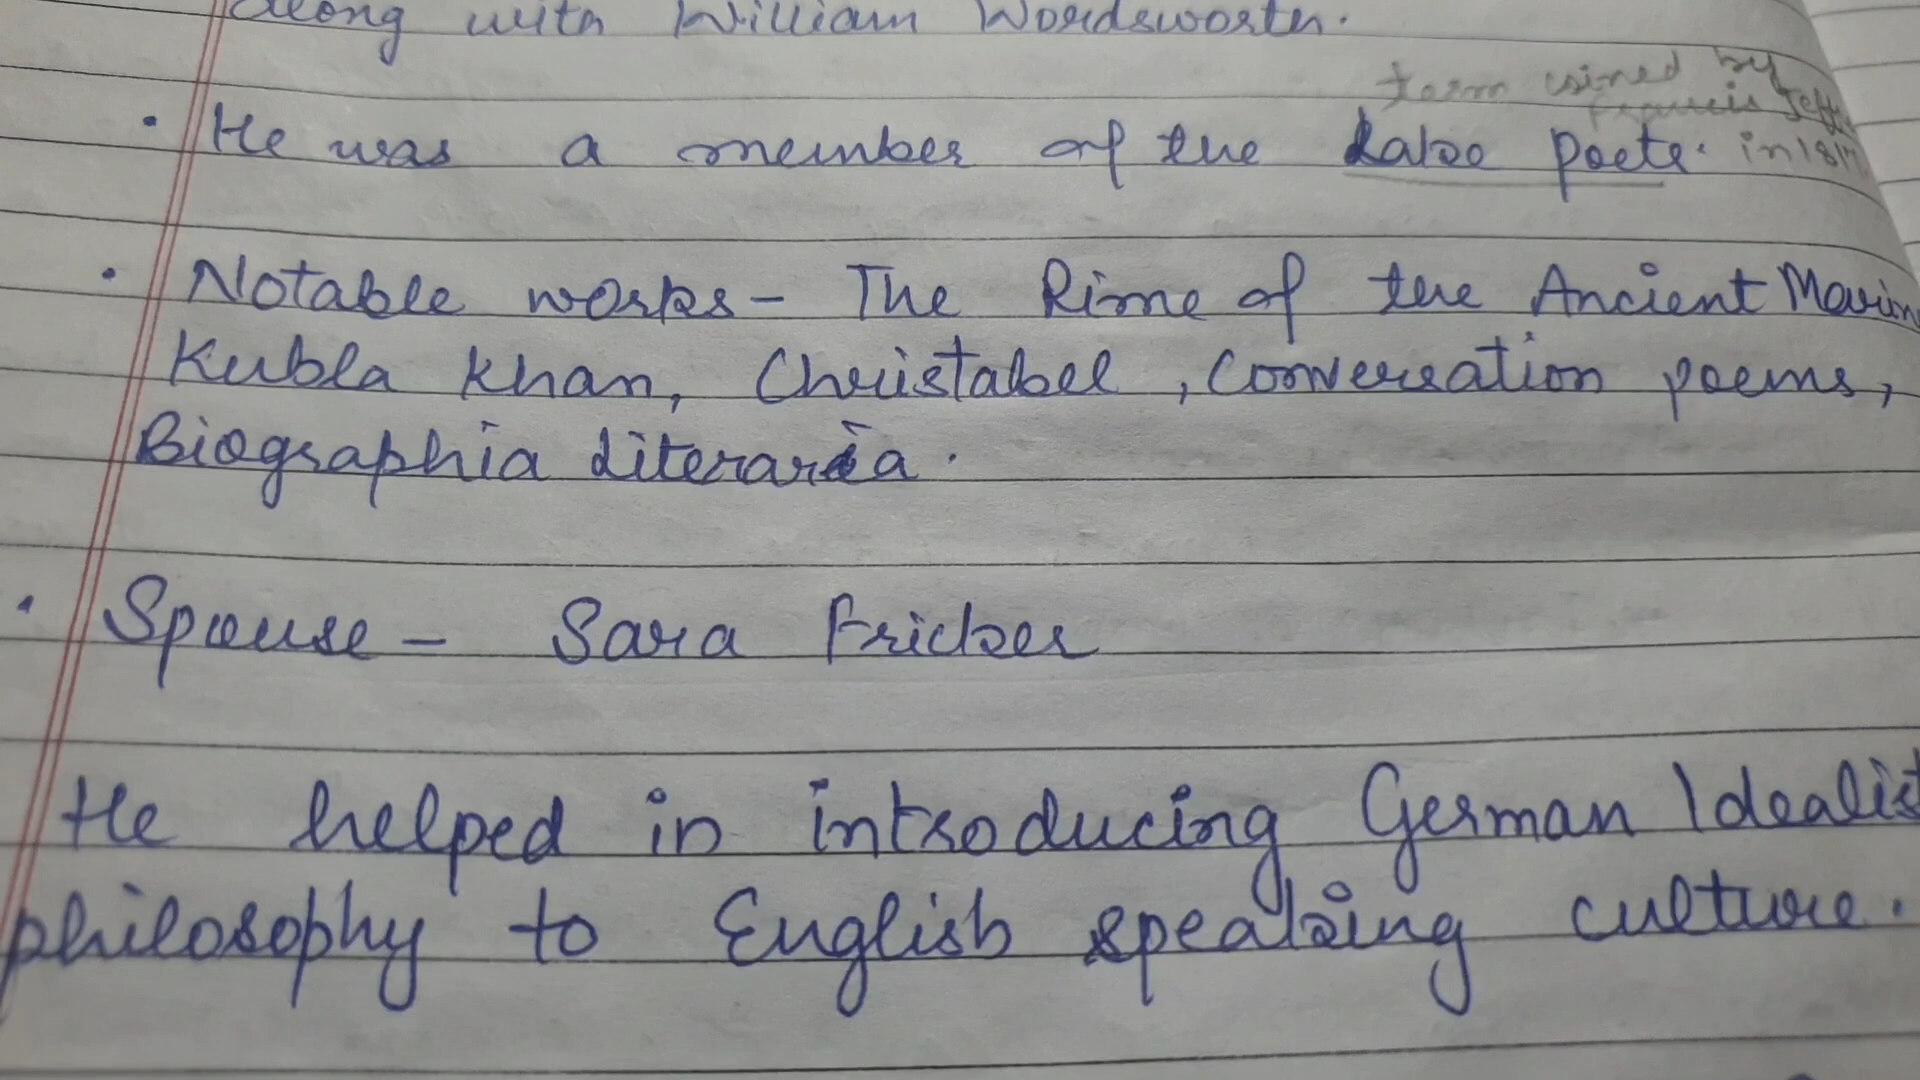 along with William Wordsworth.
term coined by
Francis Jeff
• He was a member of the Lake poets. in 1817
• Notable works - The Rime of the Ancient Marin
Kubla Khan, Christabel, Conversation poems,
Biographia Literaria.
• Spouse - Sara Fricker
He helped in introducing German Idealist
philosophy to English speaking culture.